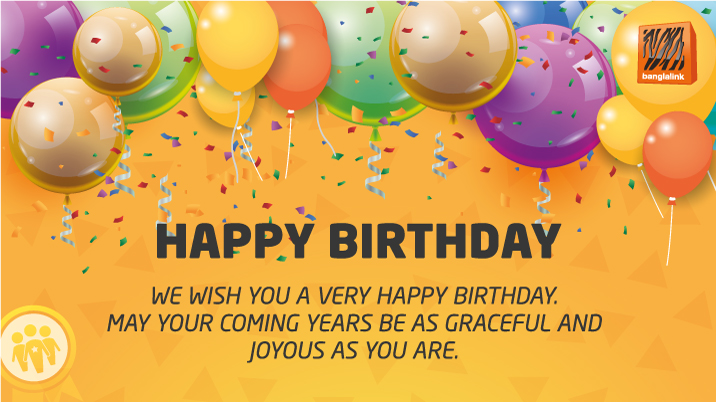 banglalink
HAPPY BIRTHDAY
WE WISH YOU A VERY HAPPY BIRTHDAY.
MAY YOUR COMING YEARS BE AS GRACEFUL AND
JOYOUS AS YOU ARE.